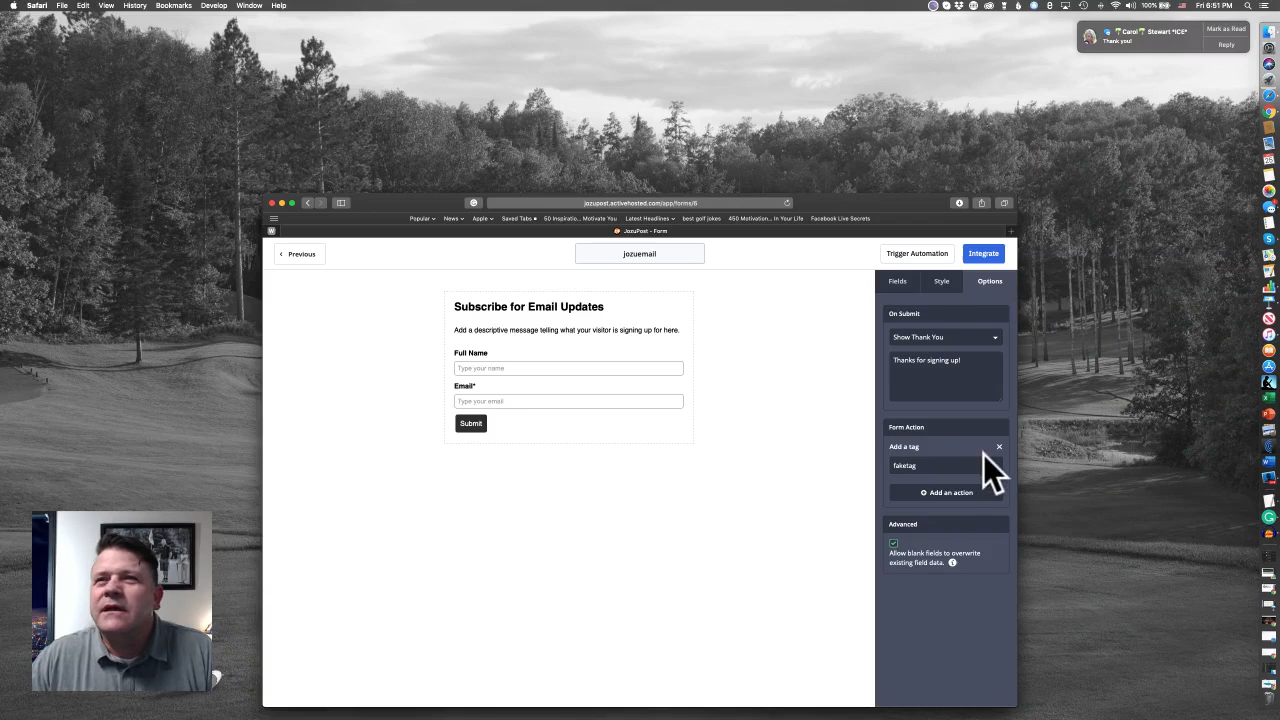 Safari File Edit View History Bookmarks Develop Window Help
100% Fri 6:51 PM
Carol Stewart *ICE*
Thank you!
Mark as Read
Reply
jozupost.activehosted.com/app/forms/6
Popular News Apple Saved Tabs 50 Inspiratio... Motivate You Latest Headlines best golf jokes 450 Motivation... In Your Life Facebook Live Secrets
W
JozuPost - Form
Previous
jozuemail
Trigger Automation
Integrate
Fields Style Options
Subscribe for Email Updates
Add a descriptive message telling what your visitor is signing up for here.
Full Name
Type your name
Email*
Type your email
Submit
On Submit
Show Thank You
Thanks for signing up!
Form Action
Add a tag
faketag
Add an action
Advanced
Allow blank fields to overwrite
existing field data.